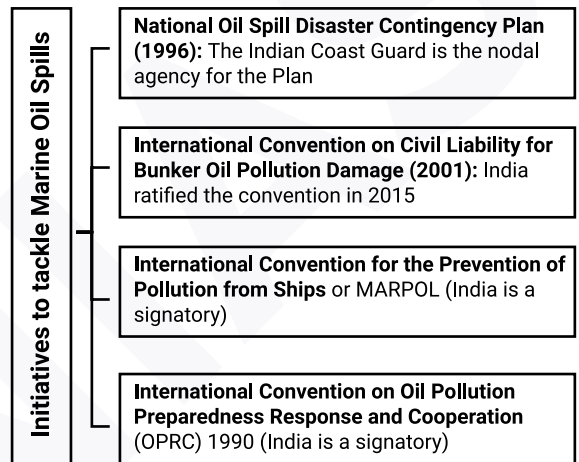 Initiatives to tackle Marine Oil Spills
National Oil Spill Disaster Contingency Plan
(1996): The Indian Coast Guard is the nodal
agency for the Plan
International Convention on Civil Liability for
Bunker Oil Pollution Damage (2001): India
ratified the convention in 2015
International Convention for the Prevention of
Pollution from Ships or MARPOL (India is a
signatory)
International Convention on Oil Pollution
Preparedness Response and Cooperation
(OPRC) 1990 (India is a signatory)